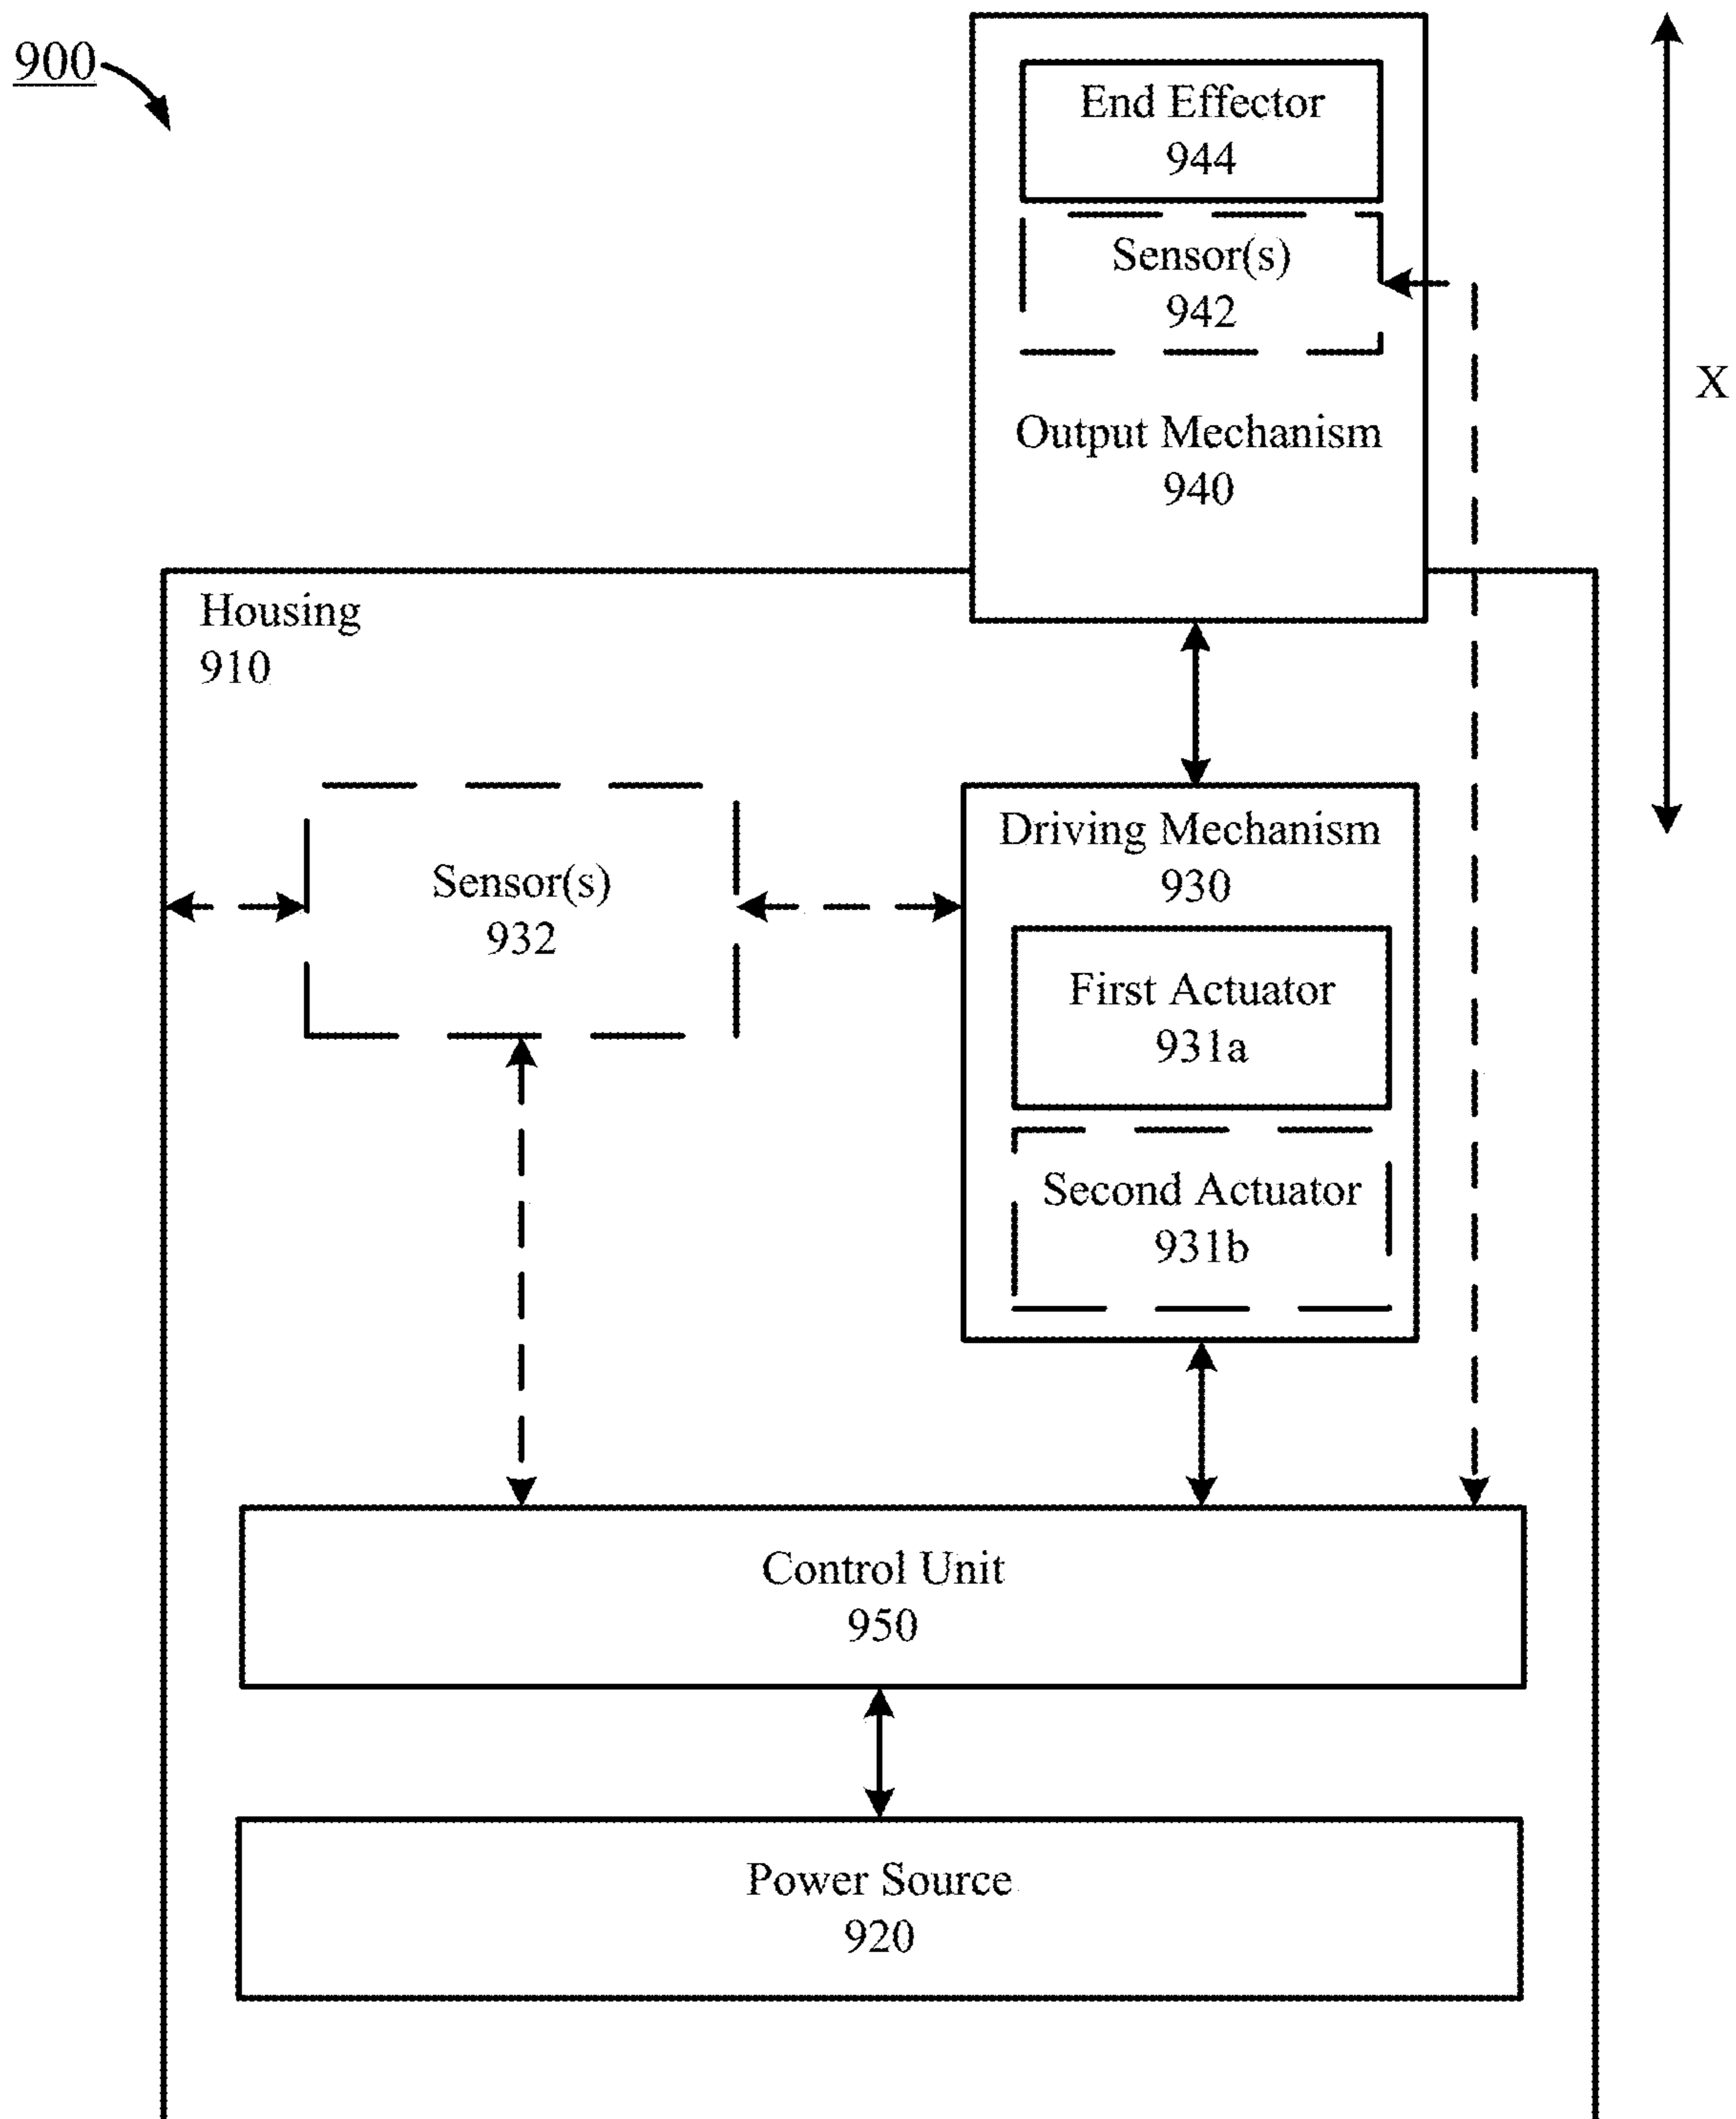 900
End Effector
944
Sensor(s)
942
X
Output Mechanism
940
Housing
910
Driving Mechanism
930
Sensor(s)
932
First Actuator
931a
Second Actuator
931b
Control Unit
950
Power Source
920